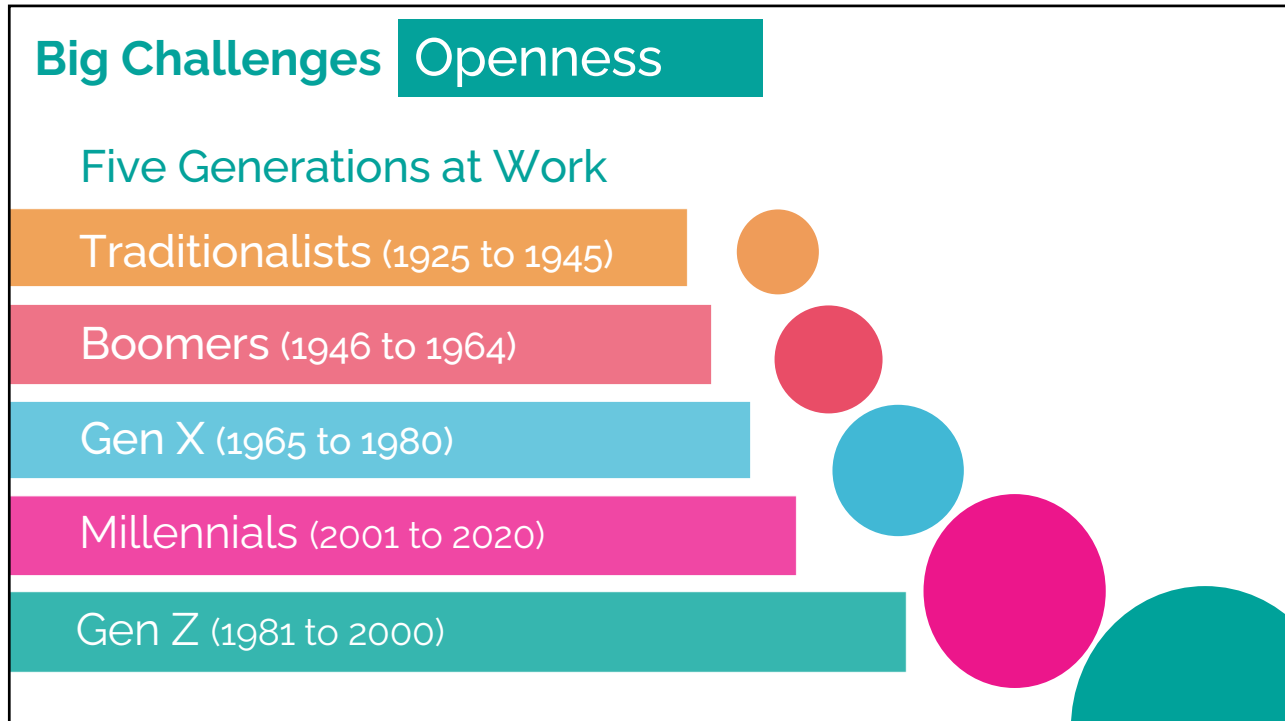 Big Challenges Openness
Five Generations at Work
Traditionalists (1925 to 1945)
Boomers (1946 to 1964)
Gen X (1965 to 1980)
Millennials (2001 to 2020)
Gen Z (1981 to 2000)